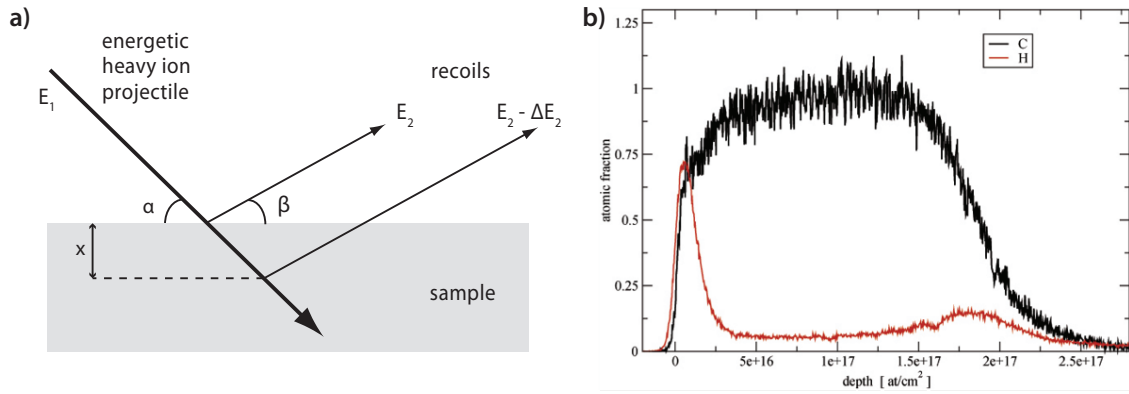 a)
energetic
heavy ion
projectile
recoils
E₁
E₂
E₂ - ΔE₂
α
β
x
sample
b)
C
H
atomic fraction
1.25
1
0.75
0.5
0.25
0
0
5e+16
1e+17
1.5e+17
2e+17
2.5e+17
depth [ at/cm² ]